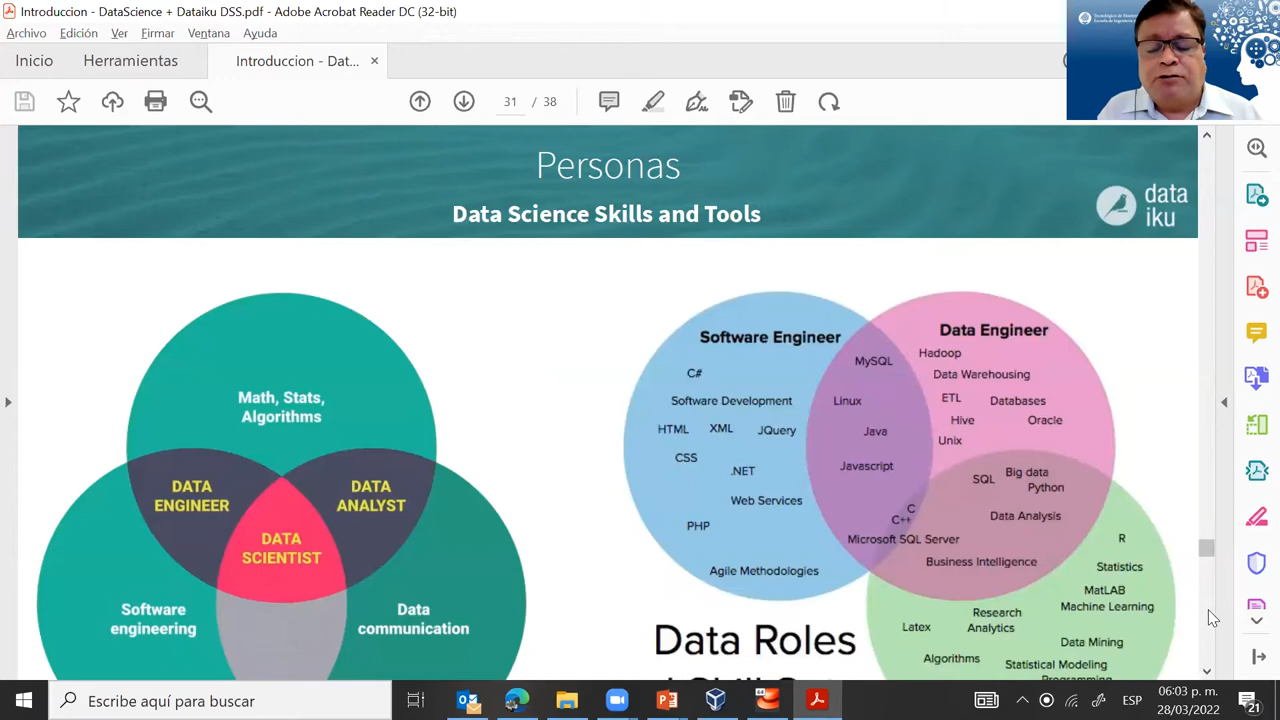 Introduccion - DataScience + Dataiku DSS.pdf - Adobe Acrobat Reader DC (32-bit)
Archivo Edición Ver Firmar Ventana Ayuda
Inicio Herramientas Introduccion - Dat... ×
31 / 38
Personas
Data Science Skills and Tools
data
iku
Math, Stats,
Algorithms
DATA
ENGINEER
DATA
ANALYST
DATA
SCIENTIST
Software
engineering
Data
communication
Software Engineer
C#
Software Development
HTML XML JQuery
CSS
.NET
Web Services
PHP
Agile Methodologies
MySQL
Linux
Java
Javascript
Data Engineer
Hadoop
Data Warehousing
ETL Databases
Hive Oracle
Unix
SQL Big data
Python
Data Analysis
C
C++
Microsoft SQL Server
Business Intelligence
R
Statistics
MatLAB
Machine Learning
Research
Analytics
Latex
Data Mining
Algorithms
Statistical Modeling
Data Roles
Escribe aquí para buscar
ESP
06:03 p. m.
28/03/2022
21